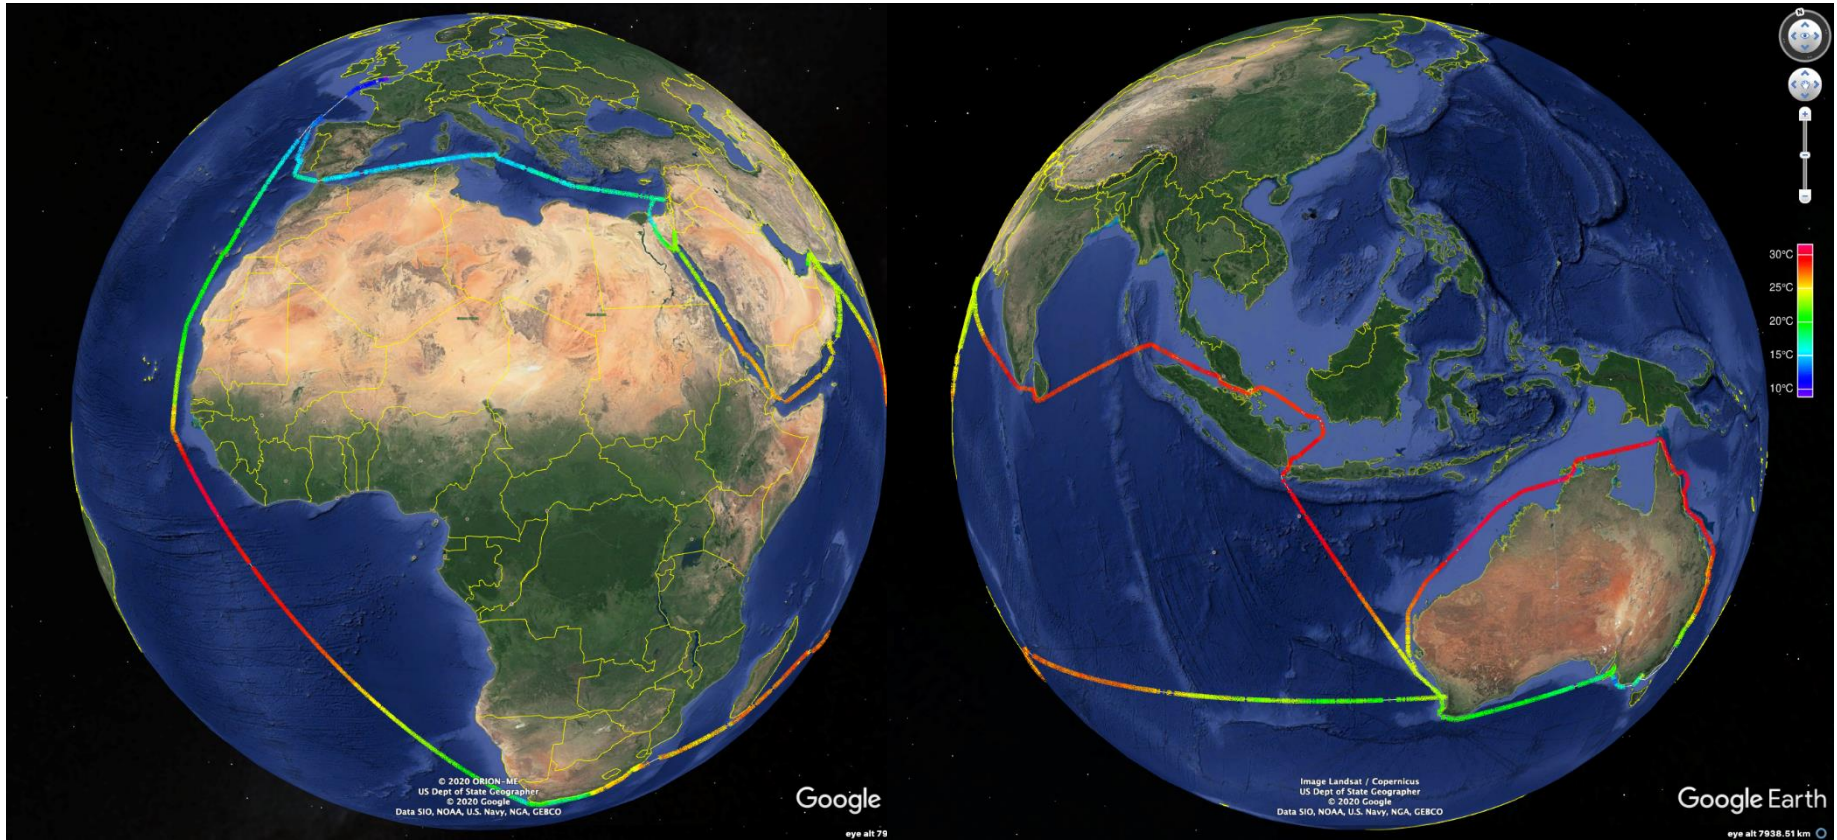 © 2020 ORION-ME
US Dept of State Geographer
© 2020 Google
Data SIO, NOAA, U.S. Navy, NGA, GEBCO
Google
eye alt 79
N
30°C
25°C
20°C
15°C
10°C
Image Landsat / Copernicus
US Dept of State Geographer
© 2020 Google
Data SIO, NOAA, U.S. Navy, NGA, GEBCO
Google Earth
eye alt 7938.51 km